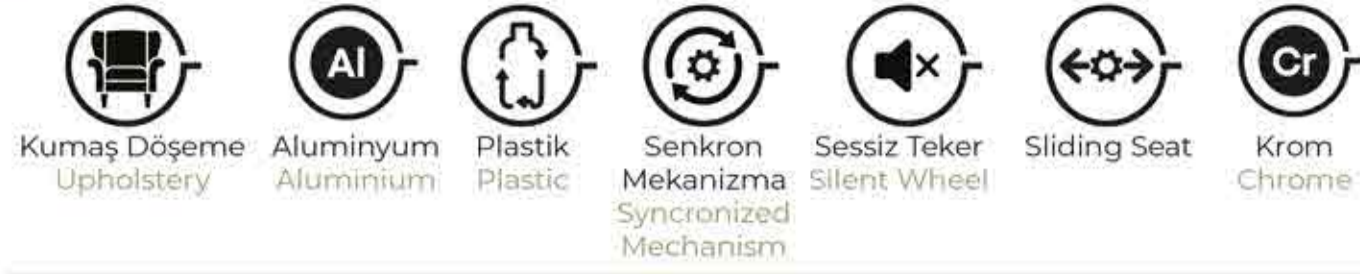 Al
Cr
Kumaş Döşeme
Upholstery
Aluminyum
Aluminium
Plastik
Plastic
Senkron
Mekanizma
Syncronized
Mechanism
Sessiz Teker
Silent Wheel
Sliding Seat
Krom
Chrome